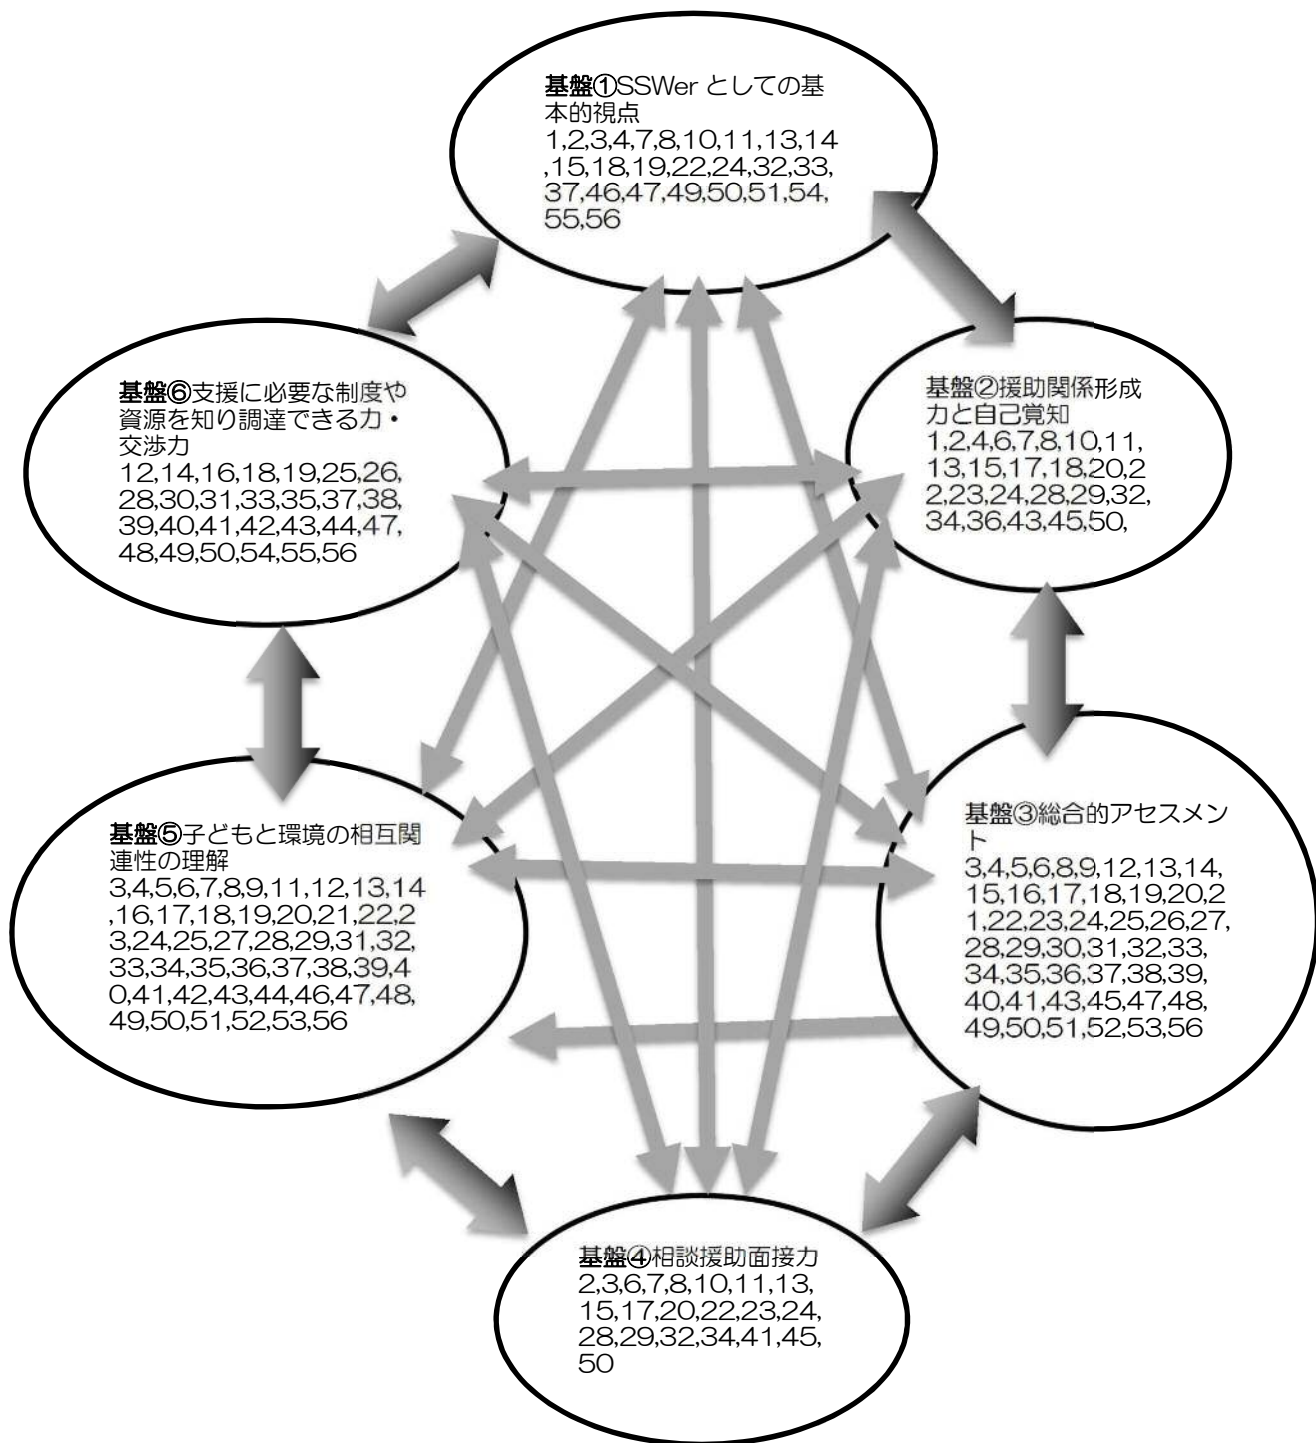 基盤①SSWer としての基
本的視点
1,2,3,4,7,8,10,11,13,14
,15,18,19,22,24,32,33,
37,46,47,49,50,51,54,
55,56
基盤⑥支援に必要な制度や
資源を知り調達できる力・
交渉力
12,14,16,18,19,25,26,
28,30,31,33,35,37,38,
39,40,41,42,43,44,47,
48,49,50,54,55,56
基盤②援助関係形成
力と自己覚知
1,2,4,6,7,8,10,11,
13,15,17,18,20,2
2,23,24,28,29,32,
34,36,43,45,50,
基盤⑤子どもと環境の相互関
連性の理解
3,4,5,6,7,8,9,11,12,13,14
,16,17,18,19,20,21,22,2
3,24,25,27,28,29,31,32,
33,34,35,36,37,38,39,4
0,41,42,43,44,46,47,48,
49,50,51,52,53,56
基盤③総合的アセスメン
ト
3,4,5,6,8,9,12,13,14,
15,16,17,18,19,20,2
1,22,23,24,25,26,27,
28,29,30,31,32,33,
34,35,36,37,38,39,
40,41,43,45,47,48,
49,50,51,52,53,56
基盤④相談援助面接力
2,3,6,7,8,10,11,13,
15,17,20,22,23,24,
28,29,32,34,41,45,
50